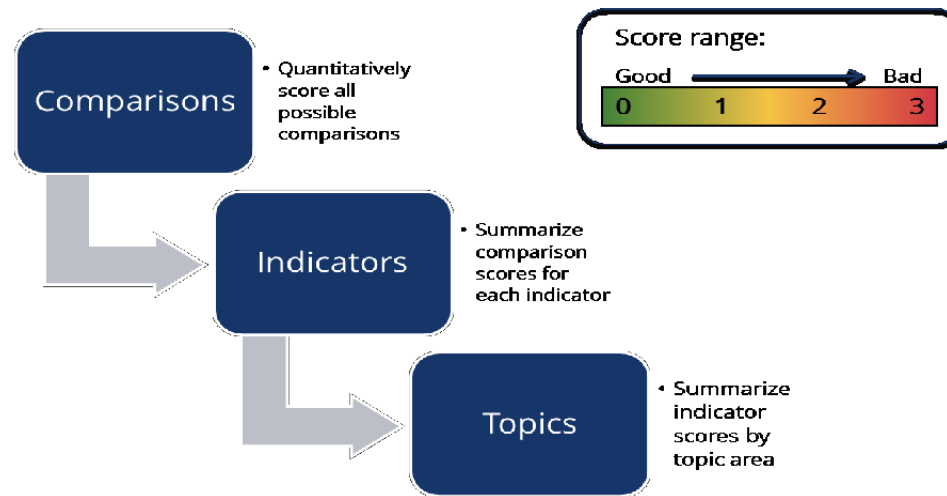 Score range:
Good Bad
0 1 2 3
Comparisons
• Quantitatively
score all
possible
comparisons
Indicators
• Summarize
comparison
scores for
each indicator
Topics
• Summarize
indicator
scores by
topic area